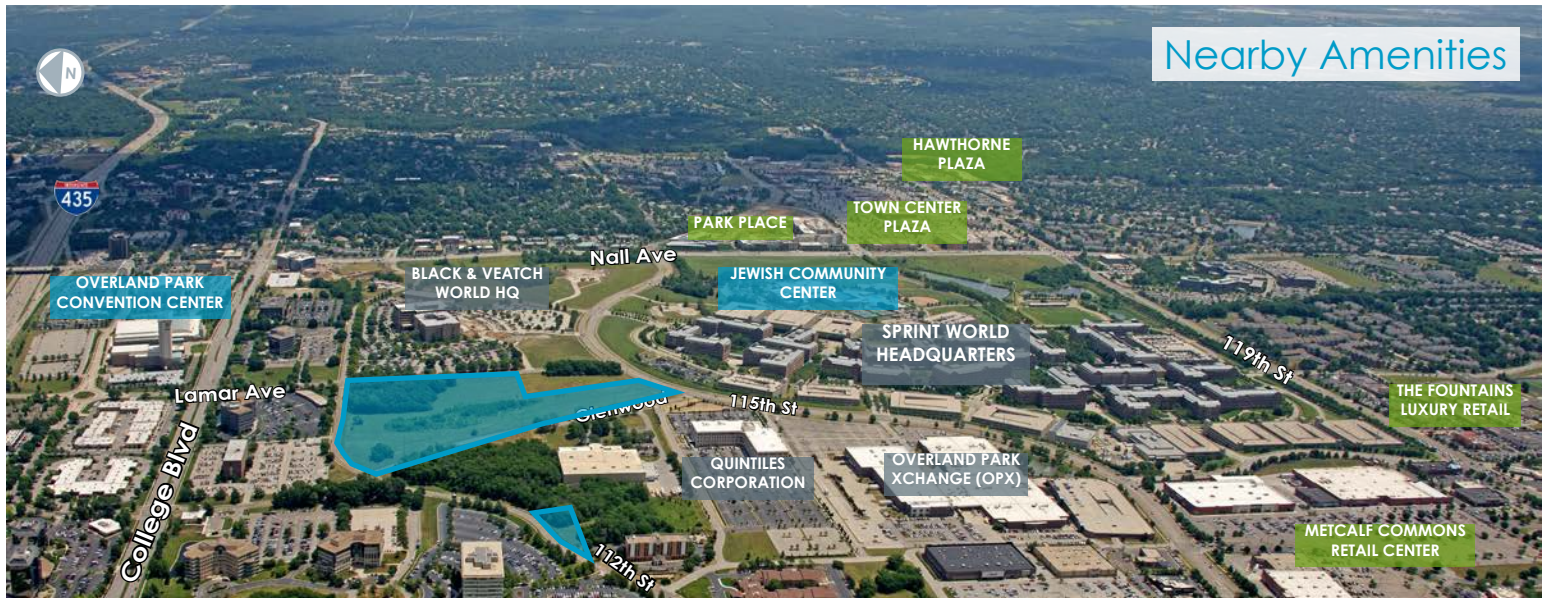 Nearby Amenities
N
HAWTHORNE
PLAZA
435
PARK PLACE
TOWN CENTER
PLAZA
Nall Ave
OVERLAND PARK
CONVENTION CENTER
BLACK & VEATCH
WORLD HQ
JEWISH COMMUNITY
CENTER
SPRINT WORLD
HEADQUARTERS
119th St
Lamar Ave
Glenwood
115th St
THE FOUNTAINS
LUXURY RETAIL
College Blvd
QUINTILES
CORPORATION
OVERLAND PARK
XCHANGE (OPX)
METCALF COMMONS
RETAIL CENTER
112th St